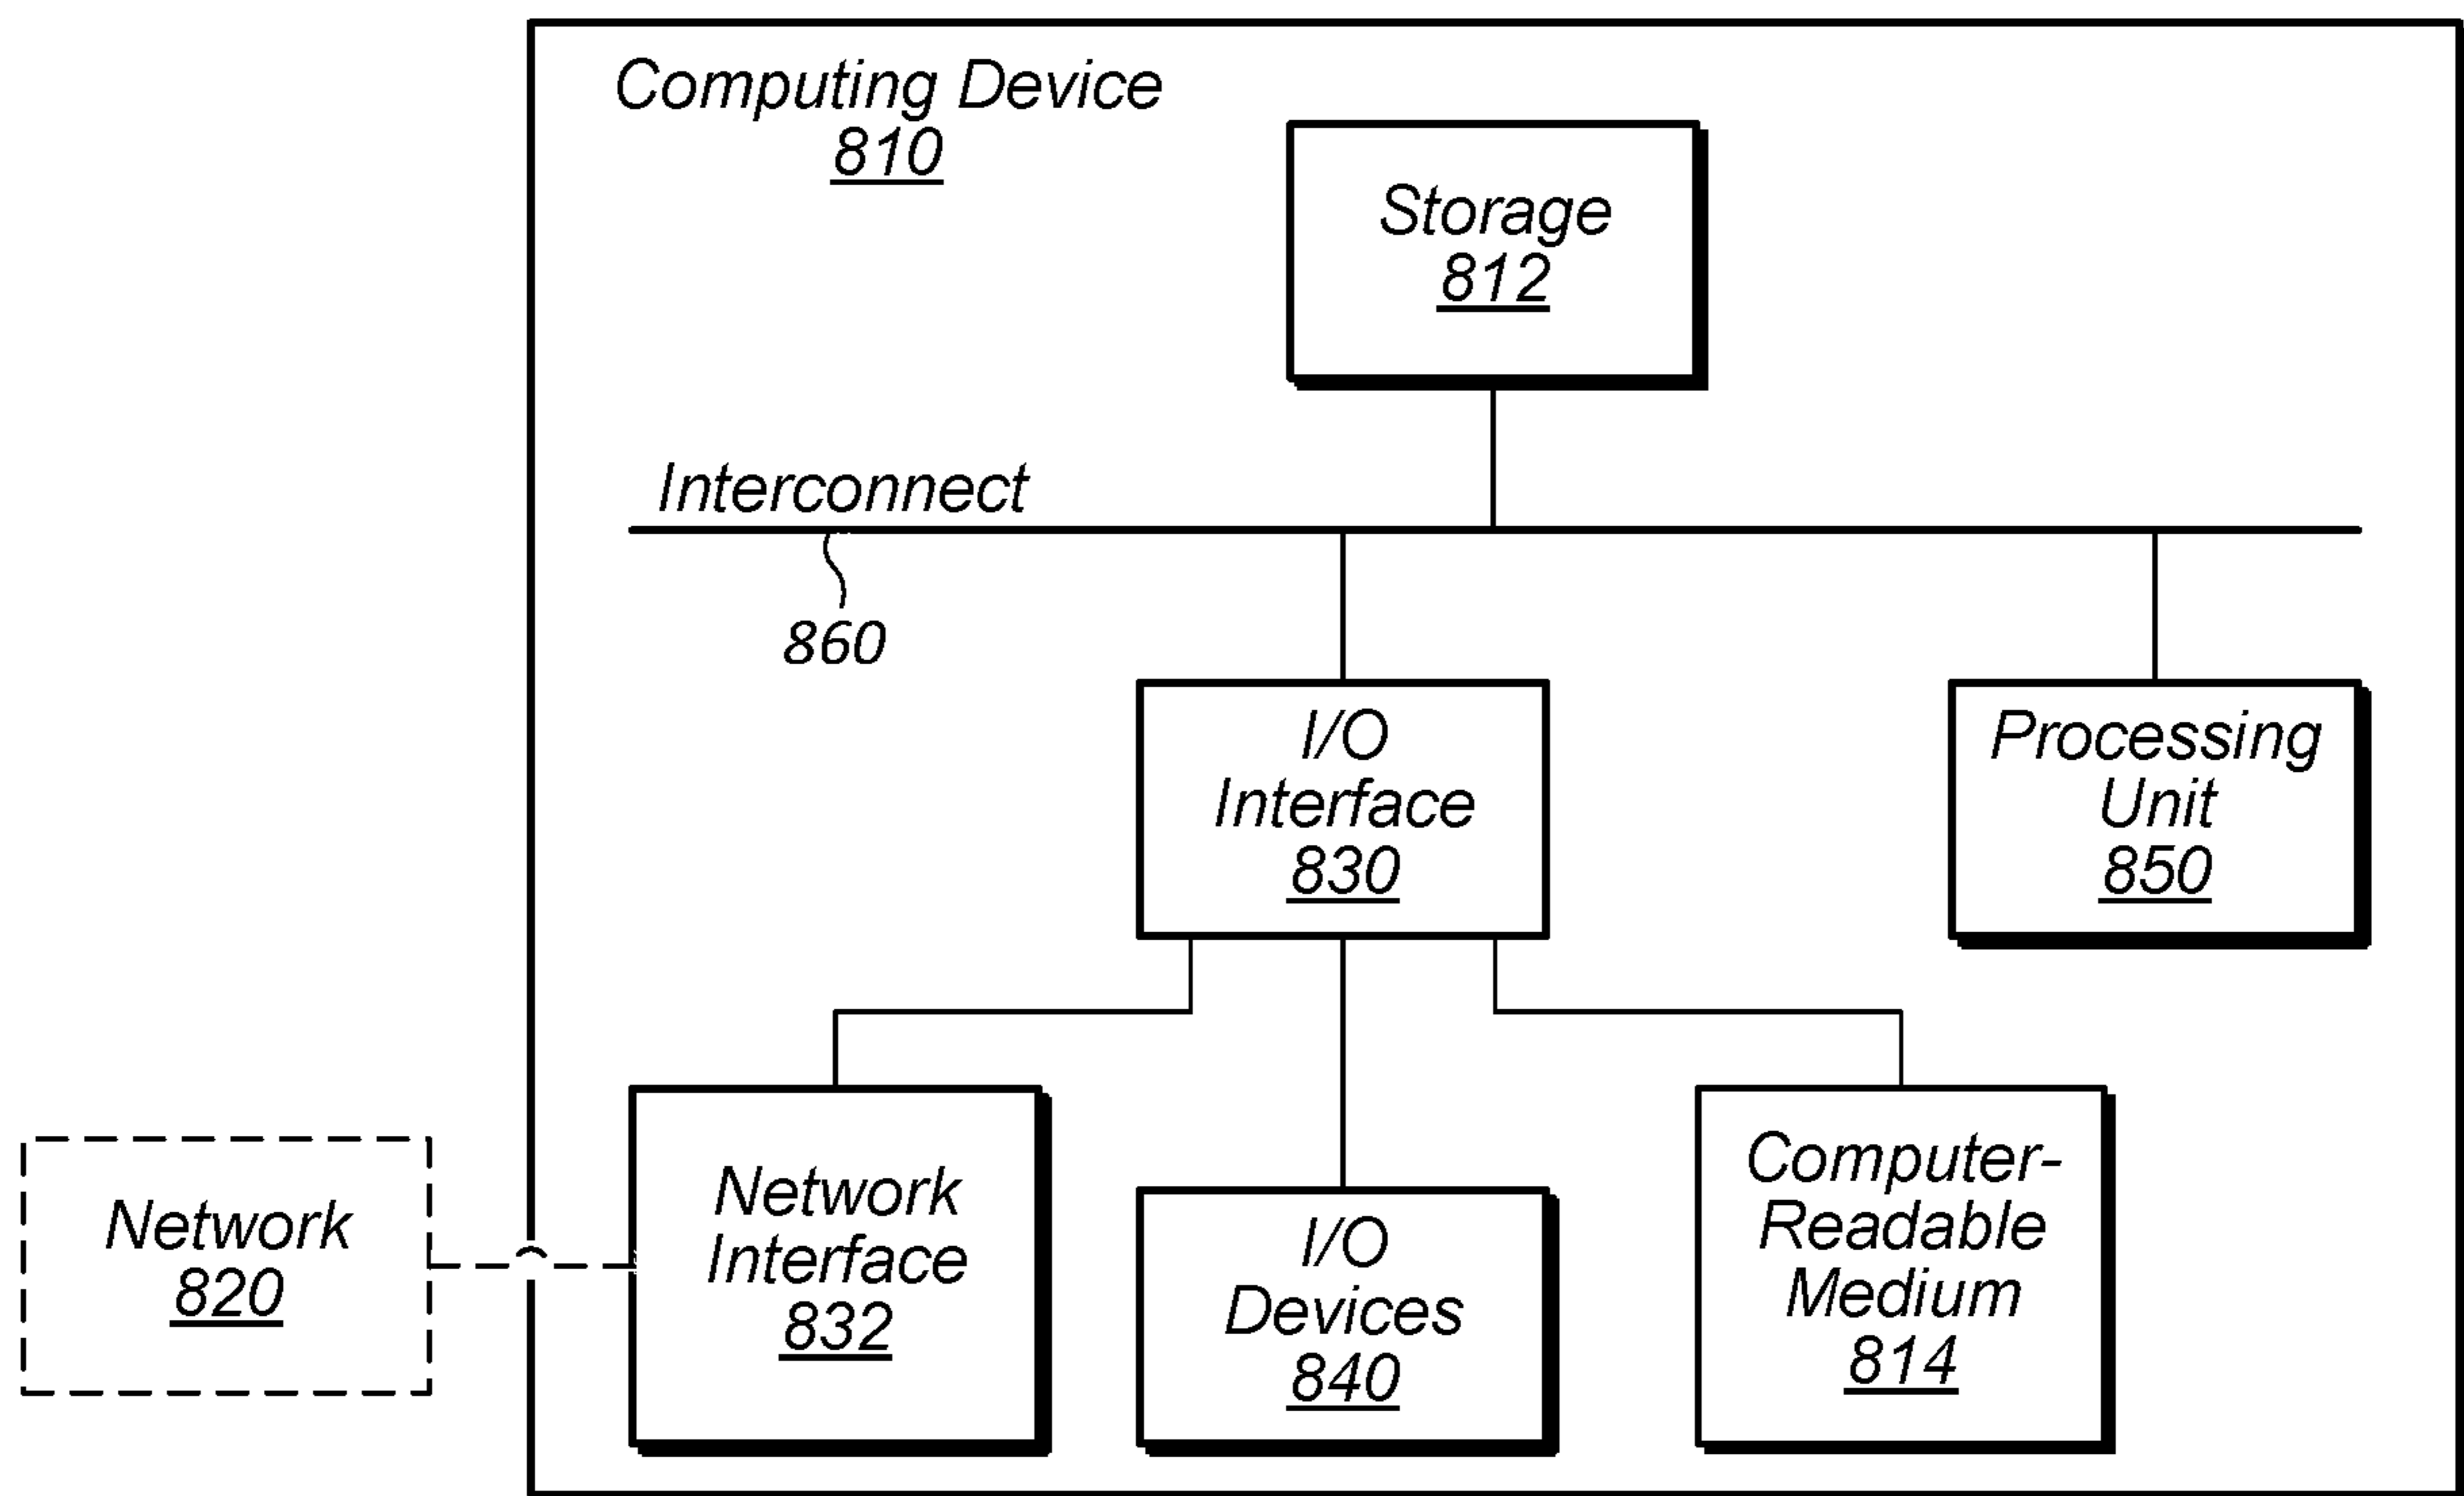 Computing Device
810
Storage
812
Interconnect
860
I/O
Interface
830
Processing
Unit
850
Network
820
Network
Interface
832
I/O
Devices
840
Computer-
Readable
Medium
814